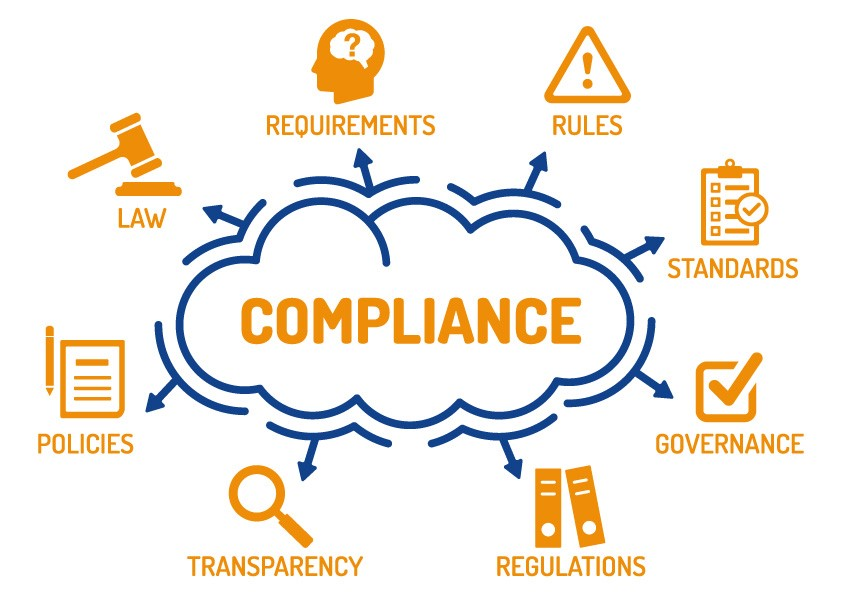 REQUIREMENTS
RULES
LAW
STANDARDS
COMPLIANCE
POLICIES
GOVERNANCE
TRANSPARENCY
REGULATIONS